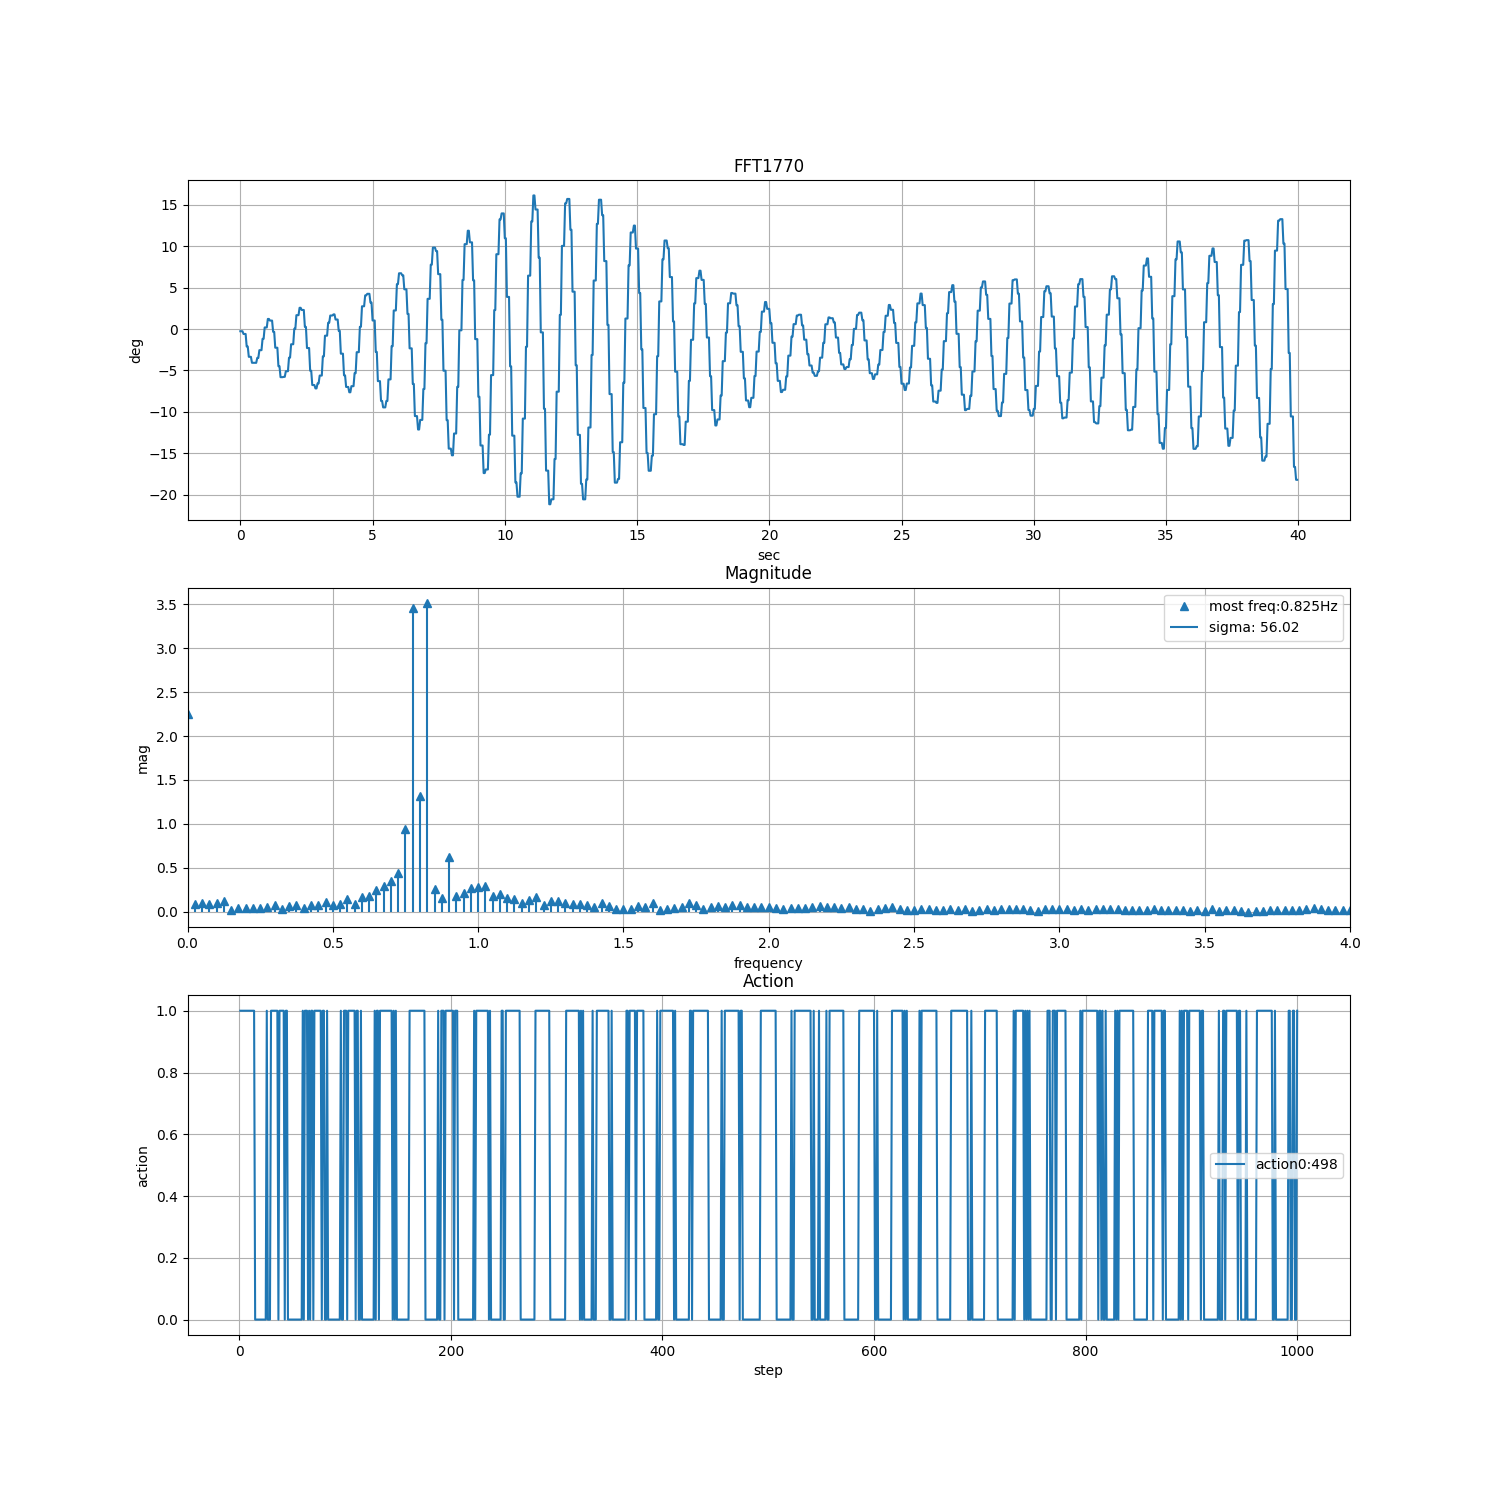 FFT1770
15
10
5
0
−5
−10
−15
−20
deg
0 5 10 15 20 25 30 35 40
sec
Magnitude
3.5
3.0
2.5
2.0
1.5
1.0
0.5
0.0
mag
most freq:0.825Hz
sigma: 56.02
0.0 0.5 1.0 1.5 2.0 2.5 3.0 3.5 4.0
frequency
Action
1.0
0.8
0.6
0.4
0.2
0.0
action
action0:498
0 200 400 600 800 1000
step